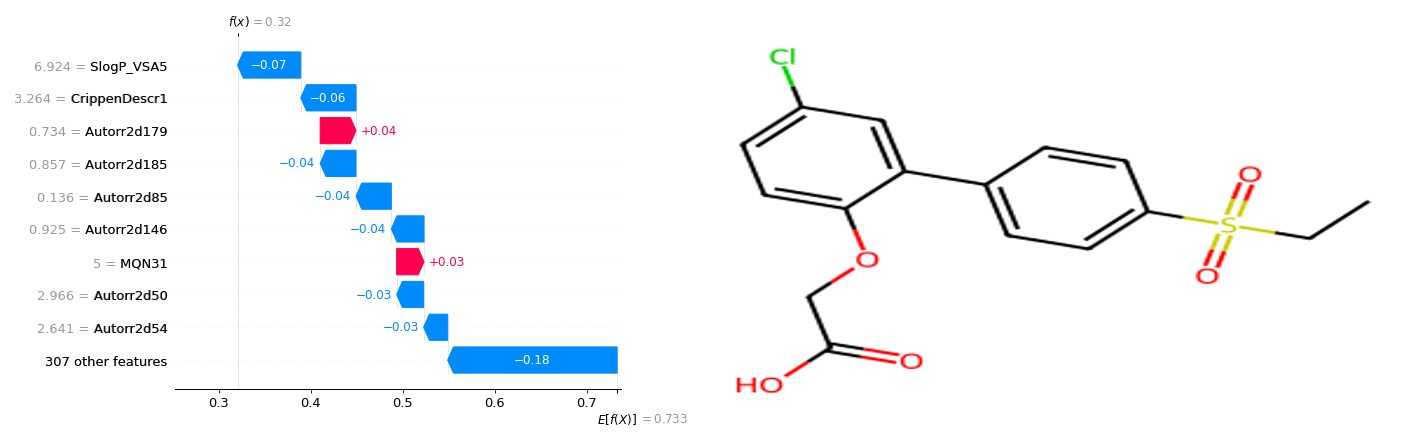 f(x) = 0.32
6.924 = SlogP_VSA5
−0.07
3.264 = CrippenDescr1
−0.06
0.734 = Autorr2d179
+0.04
0.857 = Autorr2d185
−0.04
0.136 = Autorr2d85
−0.04
0.925 = Autorr2d146
−0.04
5 = MQN31
+0.03
2.966 = Autorr2d50
−0.03
2.641 = Autorr2d54
−0.03
307 other features
−0.18
0.3 0.4 0.5 0.6 0.7
E[f(X)] = 0.733
Cl
O
S
O
O
O
HO